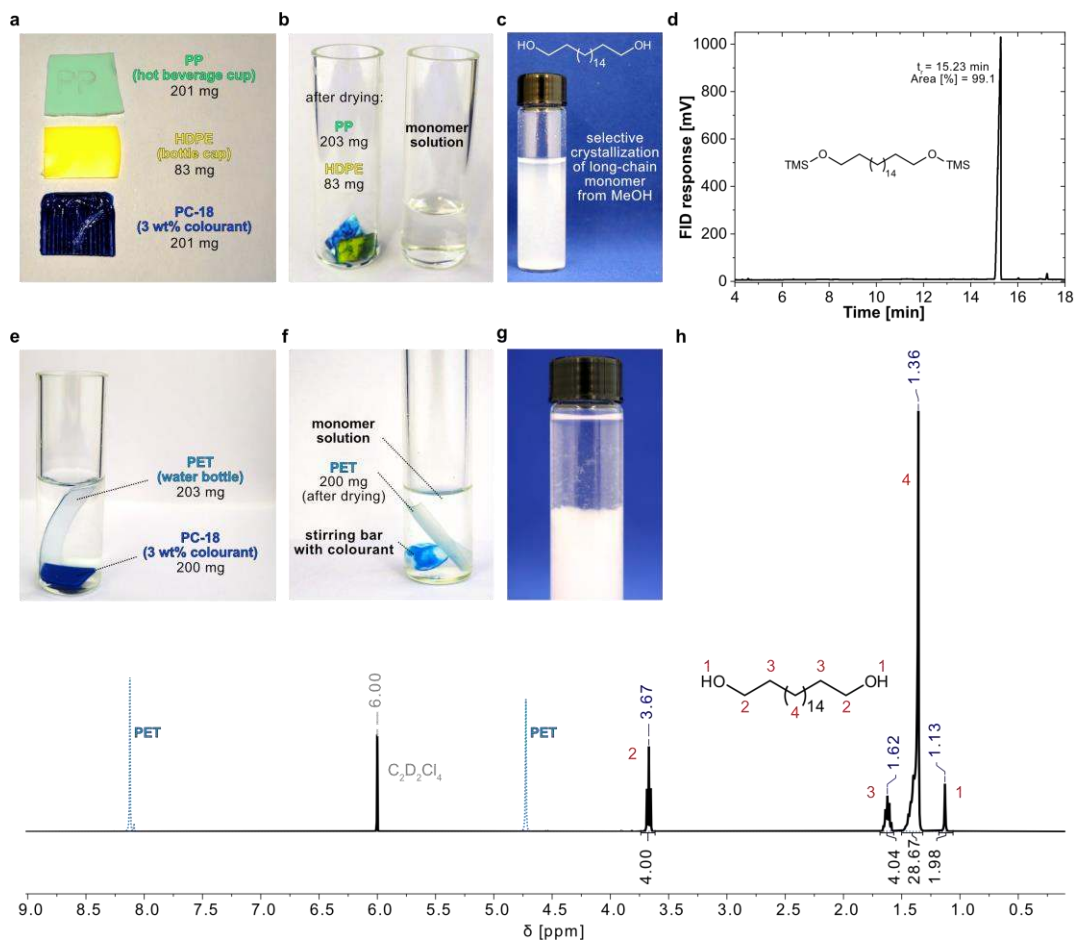 a
PP
PP
(hot beverage cup)
201 mg
HDPE
(bottle cap)
83 mg
PC-18
(3 wt% colourant)
201 mg
b
after drying:
PP
203 mg
HDPE
83 mg
monomer
solution
c
HO
14
OH
selective
crystallization
of long-chain
monomer
from MeOH
d
FID response [mV]
1000
800
600
400
200
0
tᵣ = 15.23 min
Area [%] = 99.1
TMS
O
14
O
TMS
4 6 8 10 12 14 16 18
Time [min]
e
PET
(water bottle)
203 mg
PC-18
(3 wt% colourant)
200 mg
f
monomer
solution
PET
200 mg
(after drying)
stirring bar
with colourant
g
h
1.36
4
PET
6.00
C₂D₂Cl₄
PET
3.67
2
1 3 3 1
HO OH
2 4 14 2
1.62
3
1.13
1
4.00
4.04
28.67
1.98
9.0 8.5 8.0 7.5 7.0 6.5 6.0 5.5 5.0 4.5 4.0 3.5 3.0 2.5 2.0 1.5 1.0 0.5
δ [ppm]